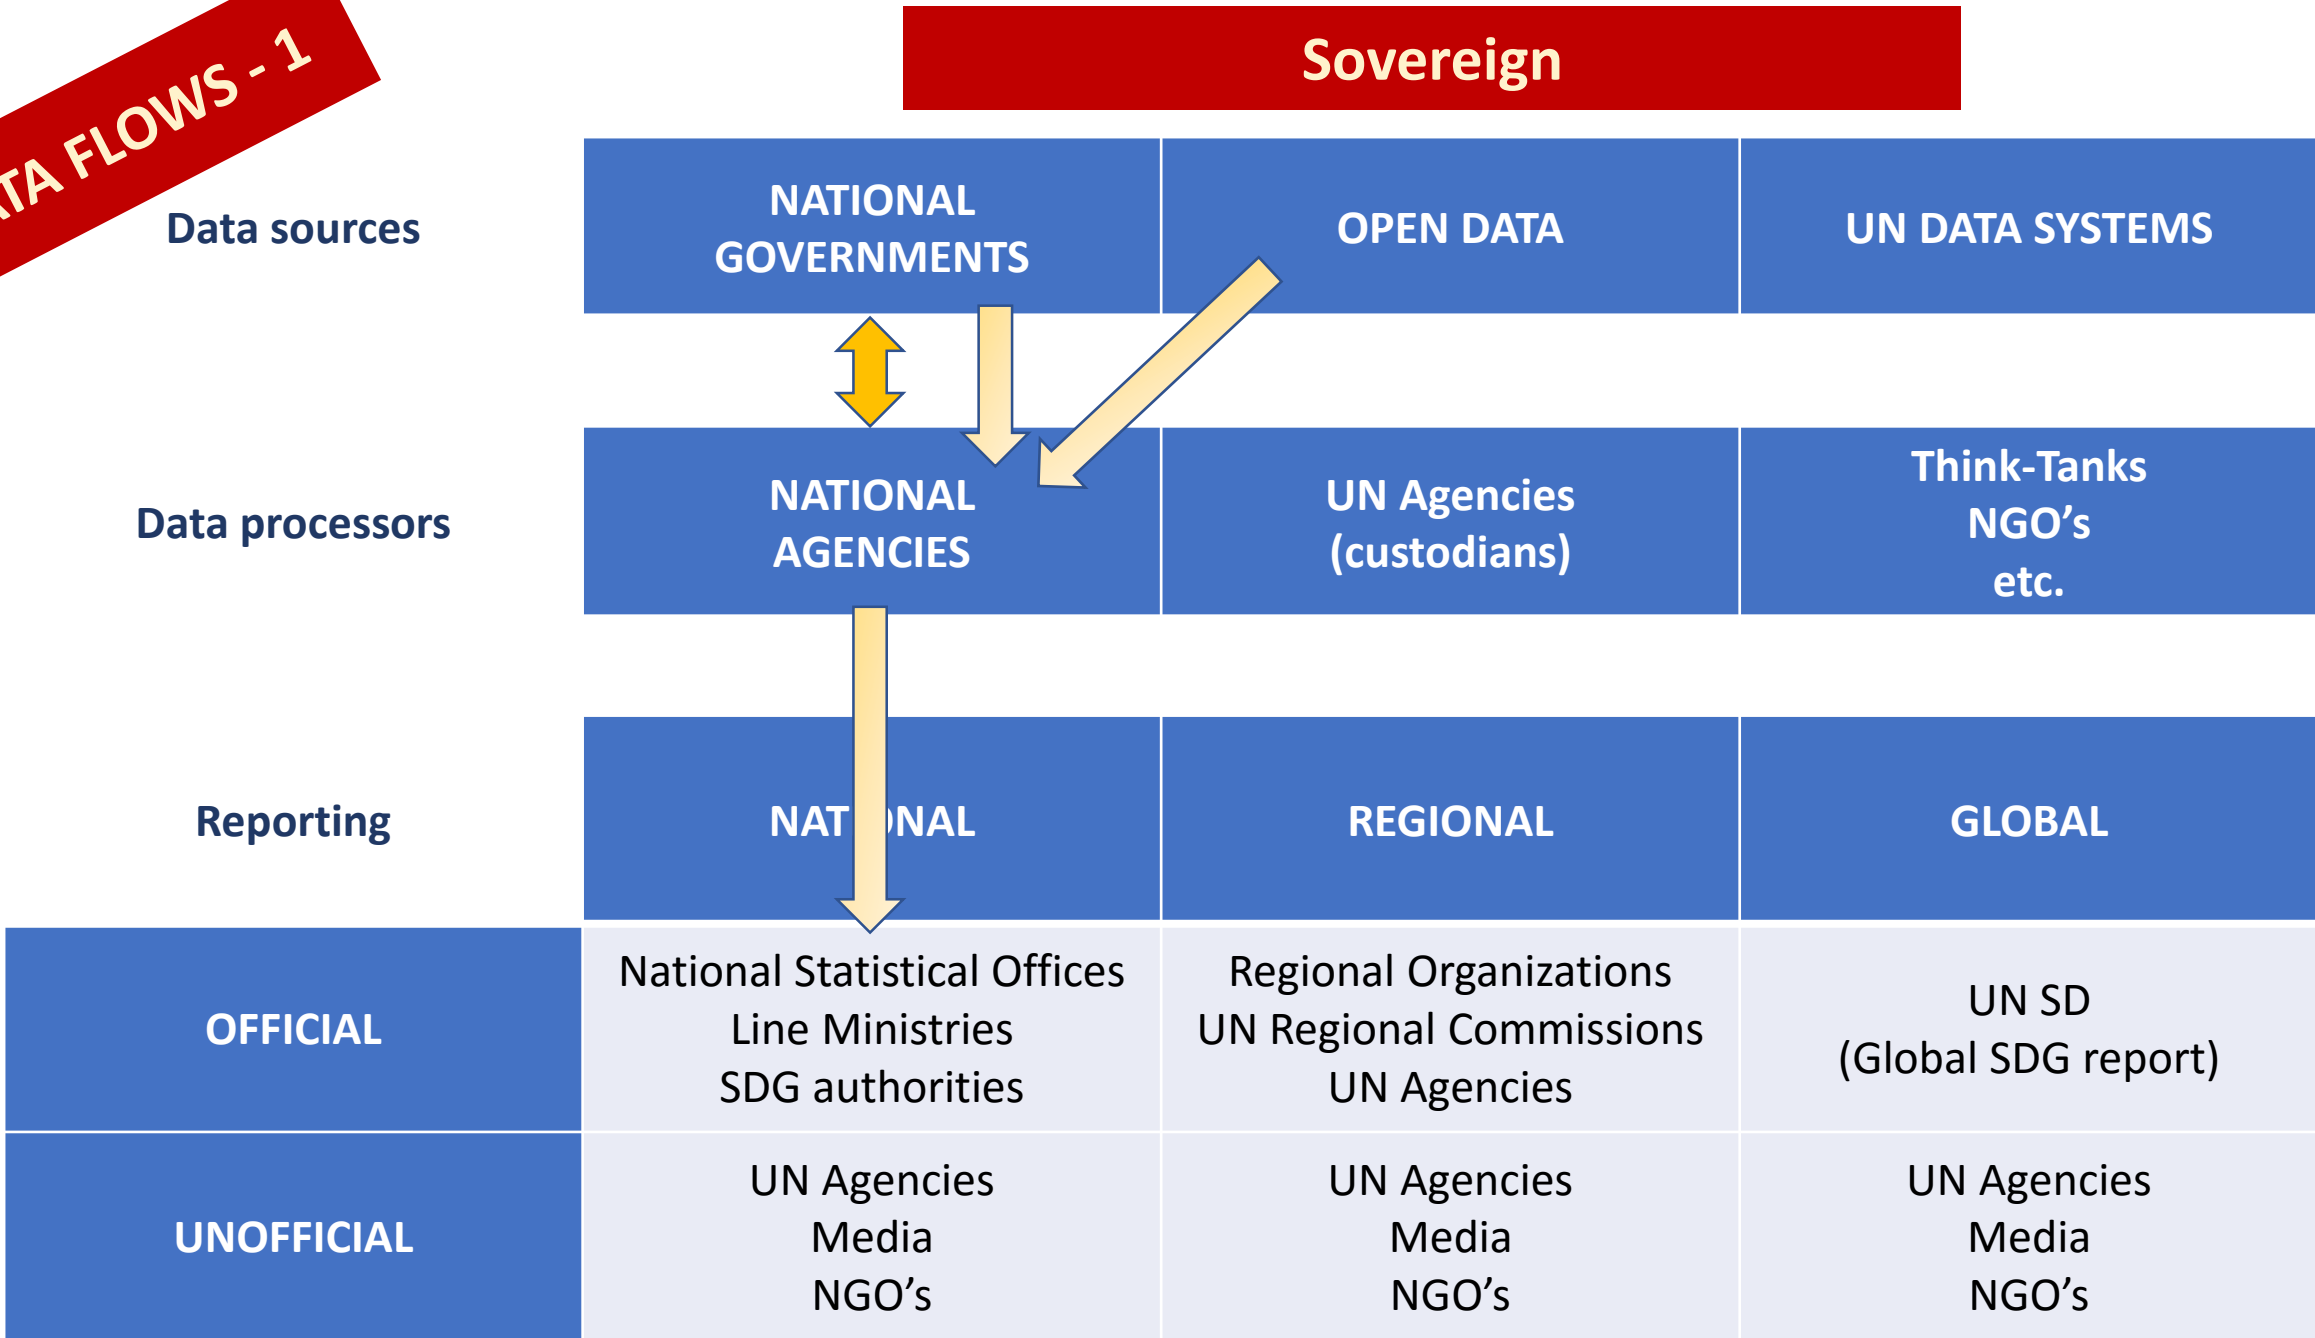 TA FLOWS - 1
Sovereign
Data sources
NATIONAL
GOVERNMENTS
OPEN DATA
UN DATA SYSTEMS
Data processors
NATIONAL
AGENCIES
UN Agencies
(custodians)
Think-Tanks
NGO’s
etc.
Reporting
NATIONAL
REGIONAL
GLOBAL
OFFICIAL
National Statistical Offices
Line Ministries
SDG authorities
Regional Organizations
UN Regional Commissions
UN Agencies
UN SD
(Global SDG report)
UNOFFICIAL
UN Agencies
Media
NGO’s
UN Agencies
Media
NGO’s
UN Agencies
Media
NGO’s